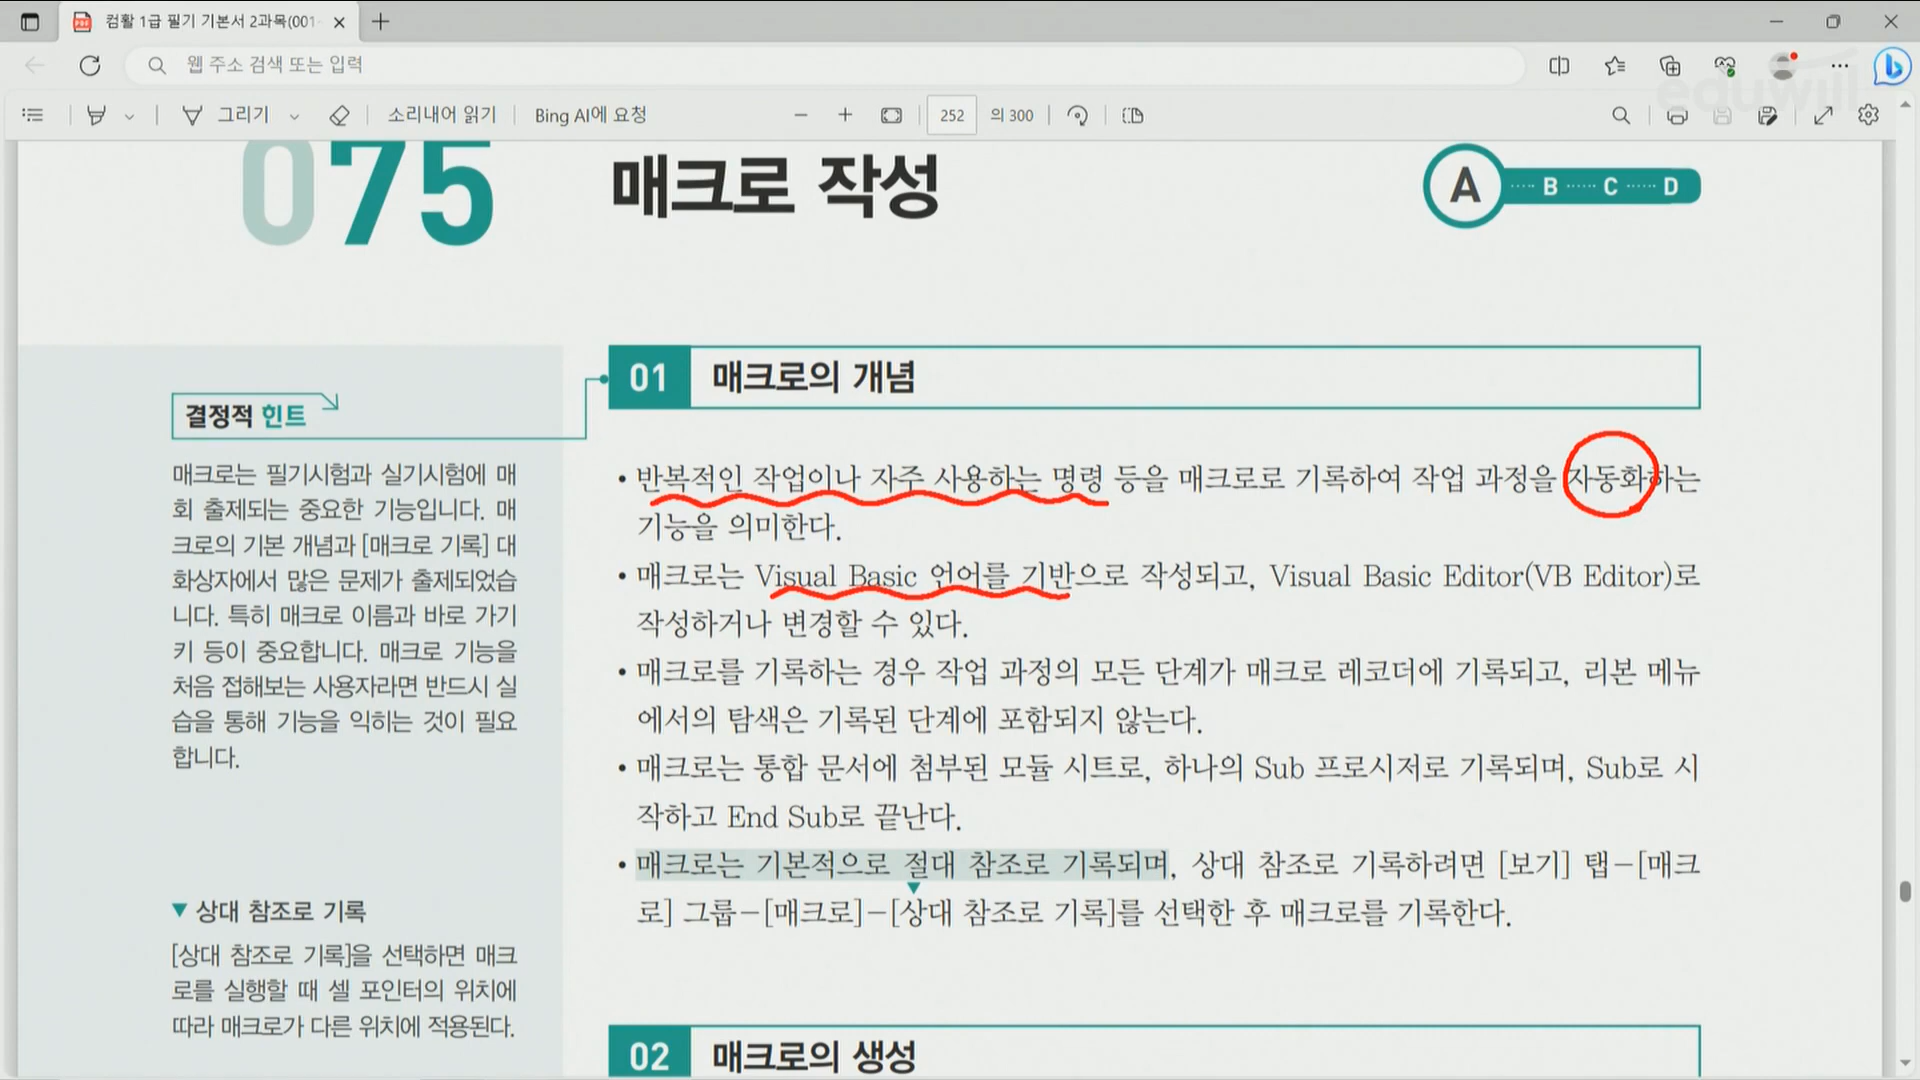 컴활 1급 필기 기본서 2과목(001-
웹 주소 검색 또는 입력
eduwill
그리기
소리내어 읽기
Bing AI에 요청
252
의 300
075
매크로 작성
A B C D
01 매크로의 개념
결정적 힌트
매크로는 필기시험과 실기시험에 매
회 출제되는 중요한 기능입니다. 매
크로의 기본 개념과 [매크로 기록] 대
화상자에서 많은 문제가 출제되었습
니다. 특히 매크로 이름과 바로 가기
키 등이 중요합니다. 매크로 기능을
처음 접해보는 사용자라면 반드시 실
습을 통해 기능을 익히는 것이 필요
합니다.
• 반복적인 작업이나 자주 사용하는 명령 등을 매크로로 기록하여 작업 과정을 자동화하는
기능을 의미한다.
• 매크로는 Visual Basic 언어를 기반으로 작성되고, Visual Basic Editor(VB Editor)로
작성하거나 변경할 수 있다.
• 매크로를 기록하는 경우 작업 과정의 모든 단계가 매크로 레코더에 기록되고, 리본 메뉴
에서의 탐색은 기록된 단계에 포함되지 않는다.
• 매크로는 통합 문서에 첨부된 모듈 시트로, 하나의 Sub 프로시저로 기록되며, Sub로 시
작하고 End Sub로 끝난다.
• 매크로는 기본적으로 절대 참조로 기록되며, 상대 참조로 기록하려면 [보기] 탭-[매크
로] 그룹-[매크로]-[상대 참조로 기록]를 선택한 후 매크로를 기록한다.
▼ 상대 참조로 기록
[상대 참조로 기록]을 선택하면 매크
로를 실행할 때 셀 포인터의 위치에
따라 매크로가 다른 위치에 적용된다.
02 매크로의 생성